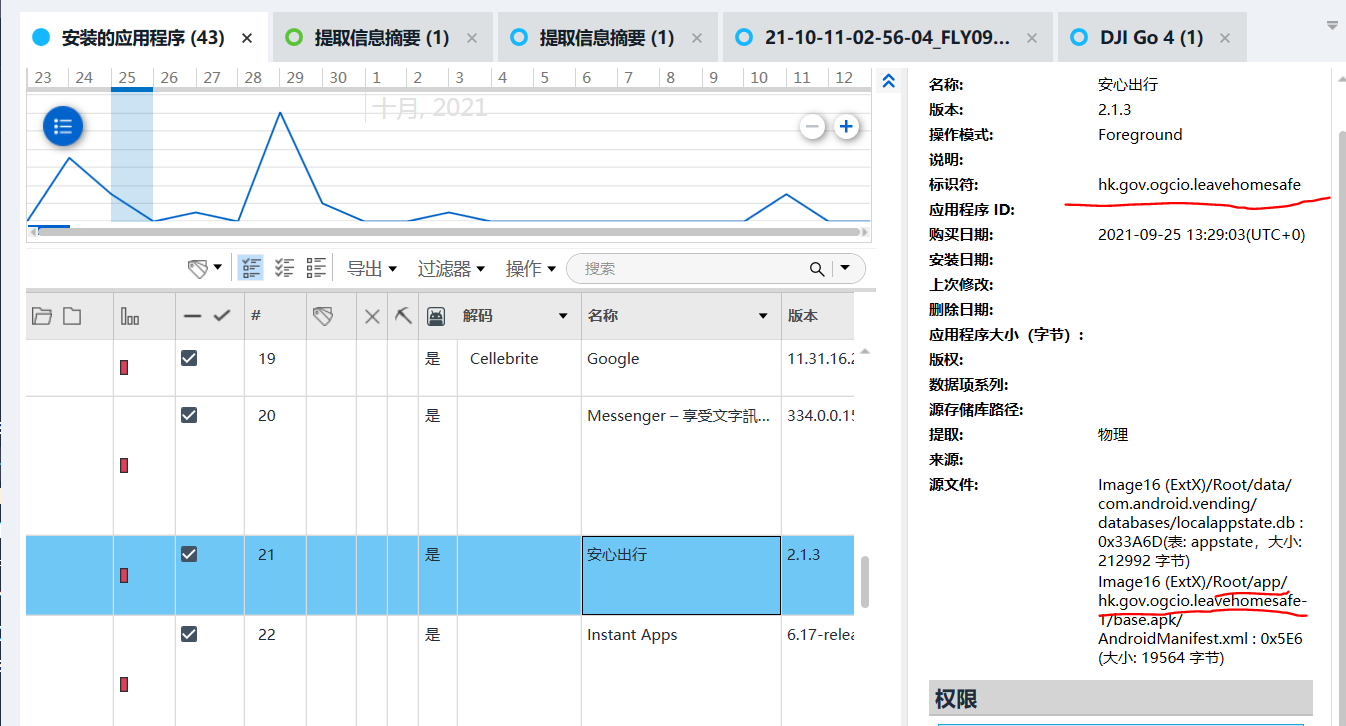 安装的应用程序 (43) ×
提取信息摘要 (1) ×
提取信息摘要 (1) ×
21-10-11-02-56-04_FLY09... ×
DJI Go 4 (1) ×
23 24 25 26 27 28 29 30 1 2 3 4 5 6 7 8 9 10 11 12
十月, 2021
导出
过滤器
操作
搜索
# 解码 名称 版本
19 是 Cellebrite Google 11.31.16.2
20 是 Messenger – 享受文字訊... 334.0.0.15
21 是 安心出行 2.1.3
22 是 Instant Apps 6.17-relea
名称: 安心出行
版本: 2.1.3
操作模式: Foreground
说明:
标识符: hk.gov.ogcio.leavehomesafe
应用程序 ID:
购买日期: 2021-09-25 13:29:03(UTC+0)
安装日期:
上次修改:
删除日期:
应用程序大小（字节）:
版权:
数据项系列:
源存储库路径:
提取: 物理
来源:
源文件: Image16 (ExtX)/Root/data/
com.android.vending/
databases/localappstate.db :
0x33A6D(表: appstate，大小:
212992 字节)
Image16 (ExtX)/Root/app/
hk.gov.ogcio.leavehomesafe-
1/base.apk/
AndroidManifest.xml : 0x5E6
(大小: 19564 字节)
权限